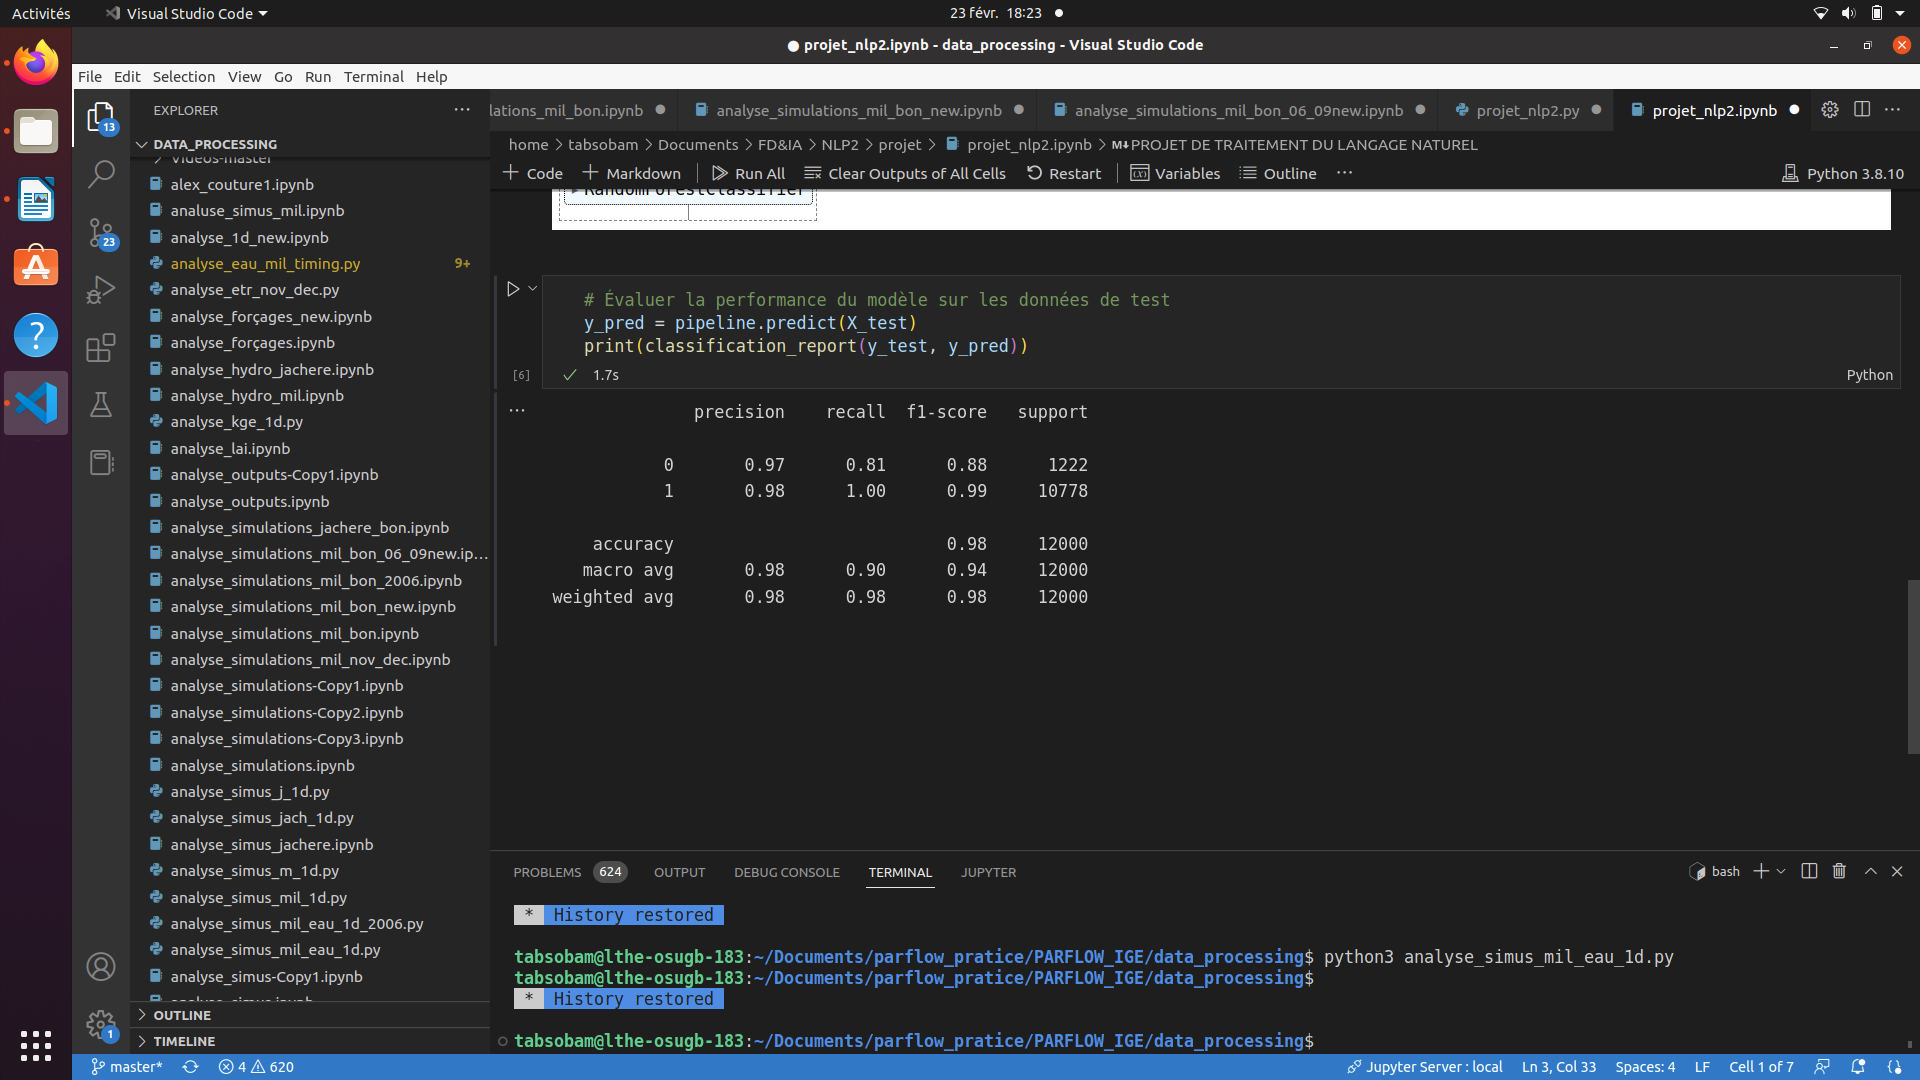 Activités
Visual Studio Code
23 févr.  18:23
● projet_nlp2.ipynb - data_processing - Visual Studio Code
File Edit Selection View Go Run Terminal Help
EXPLORER
lations_mil_bon.ipynb
analyse_simulations_mil_bon_new.ipynb
analyse_simulations_mil_bon_06_09new.ipynb
projet_nlp2.py
projet_nlp2.ipynb
home > tabsobam > Documents > FD&IA > NLP2 > projet > projet_nlp2.ipynb > M↓PROJET DE TRAITEMENT DU LANGAGE NATUREL
+ Code + Markdown Run All Clear Outputs of All Cells Restart Variables Outline ... Python 3.8.10
13
23
1
DATA_PROCESSING
Videos-master
alex_couture1.ipynb
analuse_simus_mil.ipynb
analyse_1d_new.ipynb
analyse_eau_mil_timing.py 9+
analyse_etr_nov_dec.py
analyse_forçages_new.ipynb
analyse_forçages.ipynb
analyse_hydro_jachere.ipynb
analyse_hydro_mil.ipynb
analyse_kge_1d.py
analyse_lai.ipynb
analyse_outputs-Copy1.ipynb
analyse_outputs.ipynb
analyse_simulations_jachere_bon.ipynb
analyse_simulations_mil_bon_06_09new.ip...
analyse_simulations_mil_bon_2006.ipynb
analyse_simulations_mil_bon_new.ipynb
analyse_simulations_mil_bon.ipynb
analyse_simulations_mil_nov_dec.ipynb
analyse_simulations-Copy1.ipynb
analyse_simulations-Copy2.ipynb
analyse_simulations-Copy3.ipynb
analyse_simulations.ipynb
analyse_simus_j_1d.py
analyse_simus_jach_1d.py
analyse_simus_jachere.ipynb
analyse_simus_m_1d.py
analyse_simus_mil_1d.py
analyse_simus_mil_eau_1d_2006.py
analyse_simus_mil_eau_1d.py
analyse_simus-Copy1.ipynb
analyse_simus.ipynb
OUTLINE
TIMELINE
RandomForestClassifier
# Évaluer la performance du modèle sur les données de test
y_pred = pipeline.predict(X_test)
print(classification_report(y_test, y_pred))
[6] 1.7s Python
precision recall f1-score support
0 0.97 0.81 0.88 1222
1 0.98 1.00 0.99 10778
accuracy 0.98 12000
macro avg 0.98 0.90 0.94 12000
weighted avg 0.98 0.98 0.98 12000
PROBLEMS 624 OUTPUT DEBUG CONSOLE TERMINAL JUPYTER bash
* History restored
tabsobam@lthe-osugb-183:~/Documents/parflow_pratice/PARFLOW_IGE/data_processing$ python3 analyse_simus_mil_eau_1d.py
tabsobam@lthe-osugb-183:~/Documents/parflow_pratice/PARFLOW_IGE/data_processing$
* History restored
tabsobam@lthe-osugb-183:~/Documents/parflow_pratice/PARFLOW_IGE/data_processing$
master* 4 620 Jupyter Server : local Ln 3, Col 33 Spaces: 4 LF Cell 1 of 7